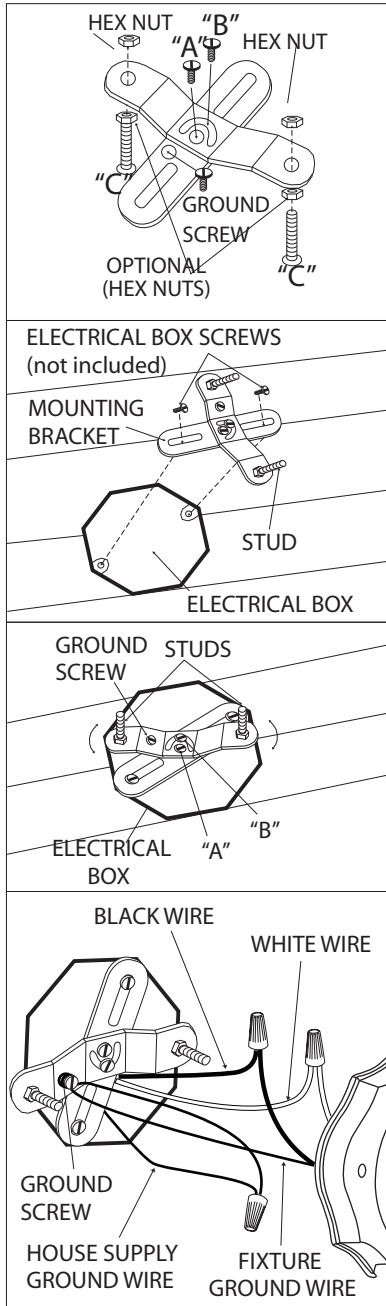 HEX NUT
“B”
“A”
HEX NUT
“C”
GROUND
SCREW
OPTIONAL
(HEX NUTS)
“C”
ELECTRICAL BOX SCREWS
(not included)
MOUNTING
BRACKET
STUD
ELECTRICAL BOX
GROUND
SCREW
STUDS
“B”
“A”
ELECTRICAL
BOX
BLACK WIRE
WHITE WIRE
GROUND
SCREW
HOUSE SUPPLY
GROUND WIRE
FIXTURE
GROUND WIRE